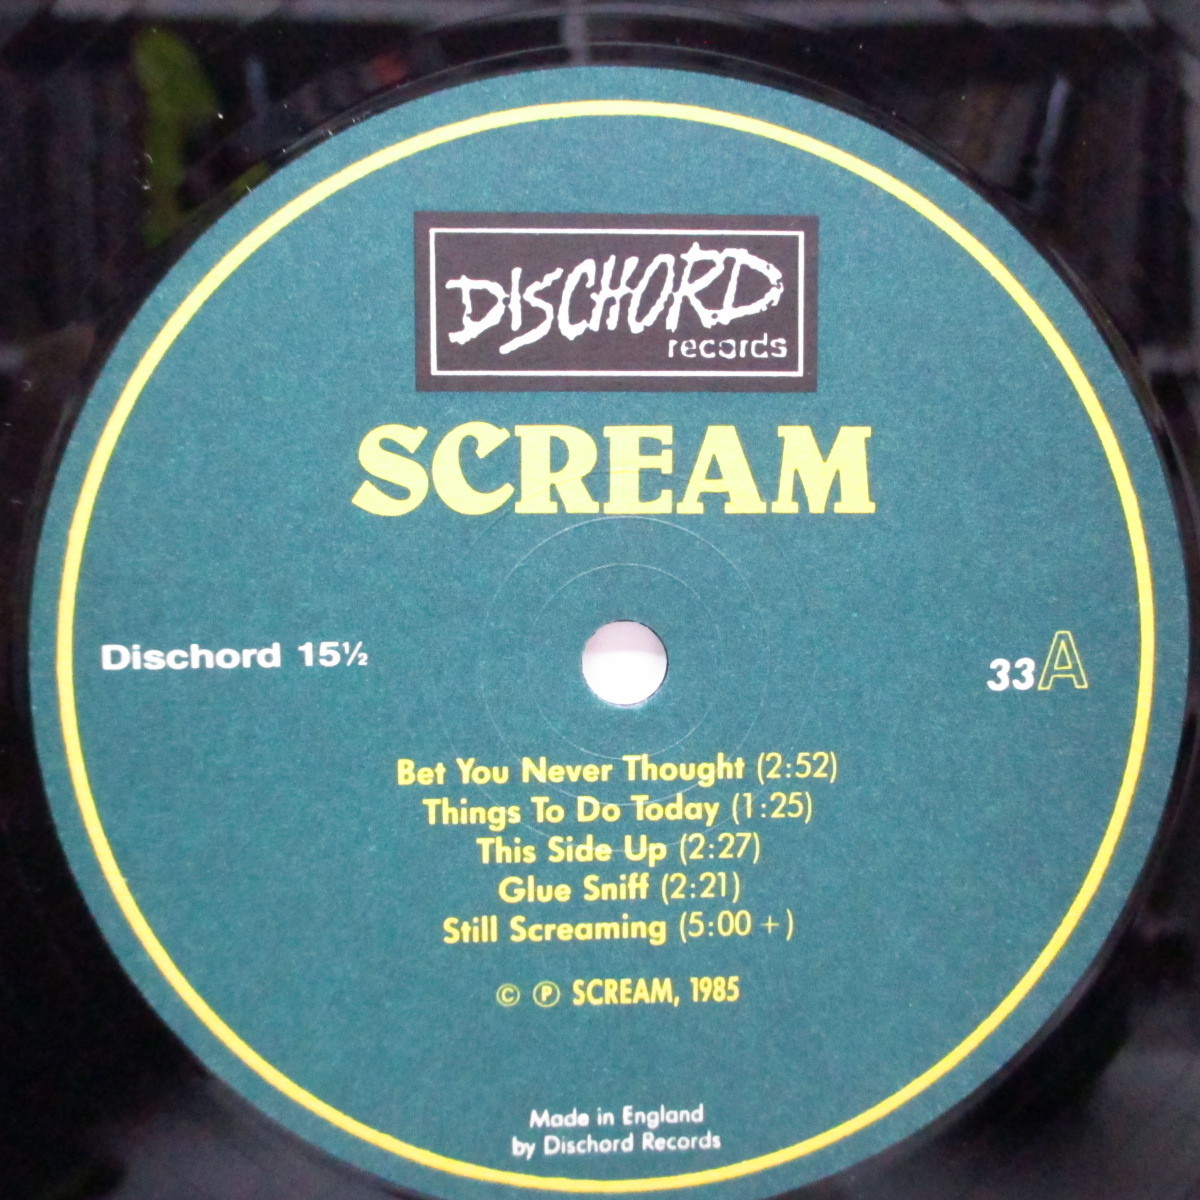 DISCHORD
records
SCREAM
Dischord 15½
33A
Bet You Never Thought (2:52)
Things To Do Today (1:25)
This Side Up (2:27)
Glue Sniff (2:21)
Still Screaming (5:00 +)
© ℗ SCREAM, 1985
Made in England
by Dischord Records